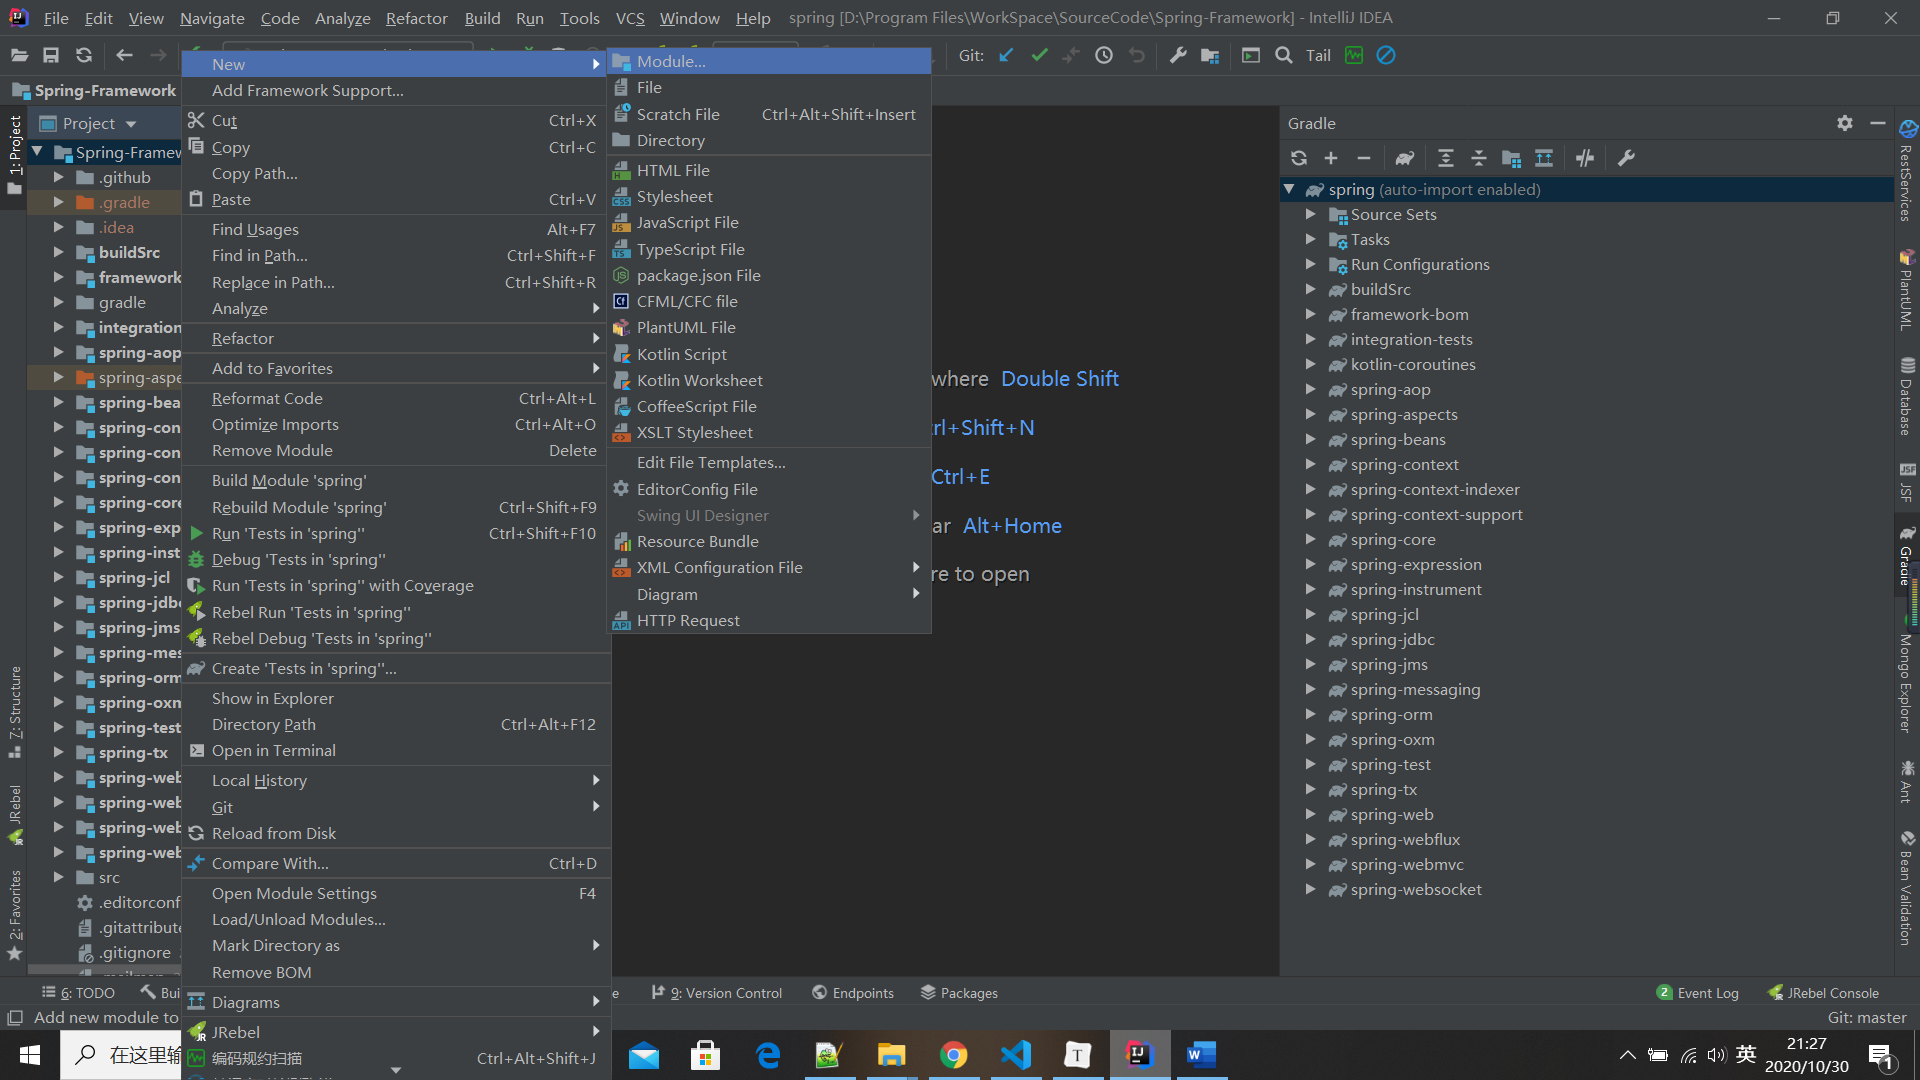 File Edit View Navigate Code Analyze Refactor Build Run Tools VCS Window Help spring [D:\Program Files\WorkSpace\SourceCode\Spring-Framework] - IntelliJ IDEA
Git: Tail
Spring-Framework
1: Project
7: Structure
JRebel
2: Favorites
Project
Spring-Framew
.github
.gradle
.idea
buildSrc
framework
gradle
integration
spring-aop
spring-aspe
spring-bea
spring-con
spring-con
spring-con
spring-core
spring-exp
spring-inst
spring-jcl
spring-jdbc
spring-jms
spring-mes
spring-orm
spring-oxm
spring-test
spring-tx
spring-web
spring-web
spring-web
spring-web
src
.editorconf
.gitattribute
.gitignore
New
Add Framework Support...
Cut Ctrl+X
Copy Ctrl+C
Copy Path...
Paste Ctrl+V
Find Usages Alt+F7
Find in Path... Ctrl+Shift+F
Replace in Path... Ctrl+Shift+R
Analyze
Refactor
Add to Favorites
Reformat Code Ctrl+Alt+L
Optimize Imports Ctrl+Alt+O
Remove Module Delete
Build Module 'spring'
Rebuild Module 'spring' Ctrl+Shift+F9
Run 'Tests in 'spring'' Ctrl+Shift+F10
Debug 'Tests in 'spring''
Run 'Tests in 'spring'' with Coverage
Rebel Run 'Tests in 'spring''
Rebel Debug 'Tests in 'spring''
Create 'Tests in 'spring''...
Show in Explorer
Directory Path Ctrl+Alt+F12
Open in Terminal
Local History
Git
Reload from Disk
Compare With... Ctrl+D
Open Module Settings F4
Load/Unload Modules...
Mark Directory as
Remove BOM
Diagrams
JRebel
编码规约扫描 Ctrl+Alt+Shift+J
Module...
File
Scratch File Ctrl+Alt+Shift+Insert
Directory
HTML File
Stylesheet
JavaScript File
TypeScript File
package.json File
CFML/CFC file
PlantUML File
Kotlin Script
Kotlin Worksheet
CoffeeScript File
XSLT Stylesheet
Edit File Templates...
EditorConfig File
Swing UI Designer
Resource Bundle
XML Configuration File
Diagram
HTTP Request
where Double Shift
trl+Shift+N
Ctrl+E
ar Alt+Home
re to open
Gradle
spring (auto-import enabled)
Source Sets
Tasks
Run Configurations
buildSrc
framework-bom
integration-tests
kotlin-coroutines
spring-aop
spring-aspects
spring-beans
spring-context
spring-context-indexer
spring-context-support
spring-core
spring-expression
spring-instrument
spring-jcl
spring-jdbc
spring-jms
spring-messaging
spring-orm
spring-oxm
spring-test
spring-tx
spring-web
spring-webflux
spring-webmvc
spring-websocket
RestServices
PlantUML
Database
JSF
Gradle
Mongo Explorer
Ant
Bean Validation
6: TODO Bui e 9: Version Control Endpoints Packages 2 Event Log JRebel Console
Add new module to Git: master
在这里输 英 21:27
2020/10/30 1